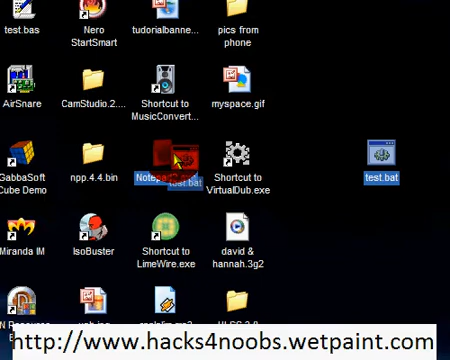 test.bas
Nero
StartSmart
tudorialbanne...
pics from
phone
AirSnare
CamStudio.2....
Shortcut to
MusicConvert...
myspace.gif
GabbaSoft
Cube Demo
npp.4.4.bin
test.bat
Shortcut to
VirtualDub.exe
test.bat
Miranda IM
IsoBuster
Shortcut to
LimeWire.exe
david &
hannah.3g2
http://www.hacks4noobs.wetpaint.com